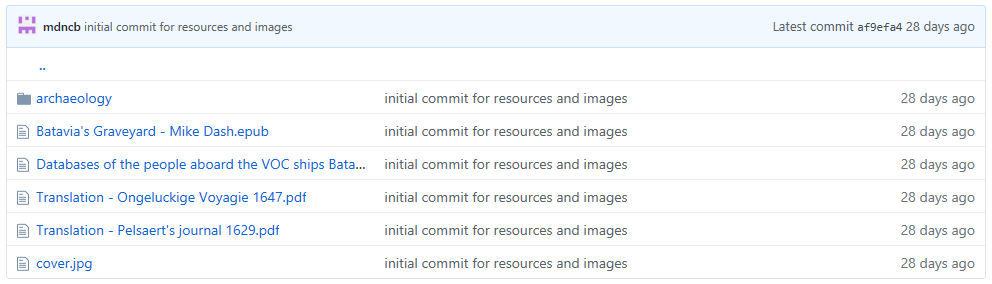 mdncb initial commit for resources and images Latest commit af9efa4 28 days ago
..
archaeology initial commit for resources and images 28 days ago
Batavia's Graveyard - Mike Dash.epub initial commit for resources and images 28 days ago
Databases of the people aboard the VOC ships Bata... initial commit for resources and images 28 days ago
Translation - Ongeluckige Voyagie 1647.pdf initial commit for resources and images 28 days ago
Translation - Pelsaert's journal 1629.pdf initial commit for resources and images 28 days ago
cover.jpg initial commit for resources and images 28 days ago